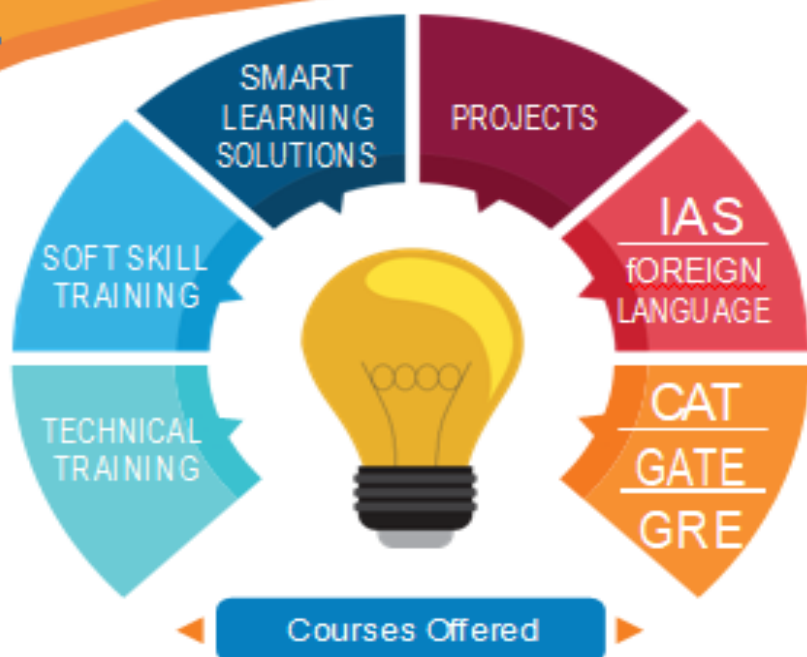 SMART
LEARNING
SOLUTIONS
PROJECTS
SOFT SKILL
TRAINING
IAS
fOREIGN
LANGUAGE
TECHNICAL
TRAINING
CAT
GATE
GRE
Courses Offered